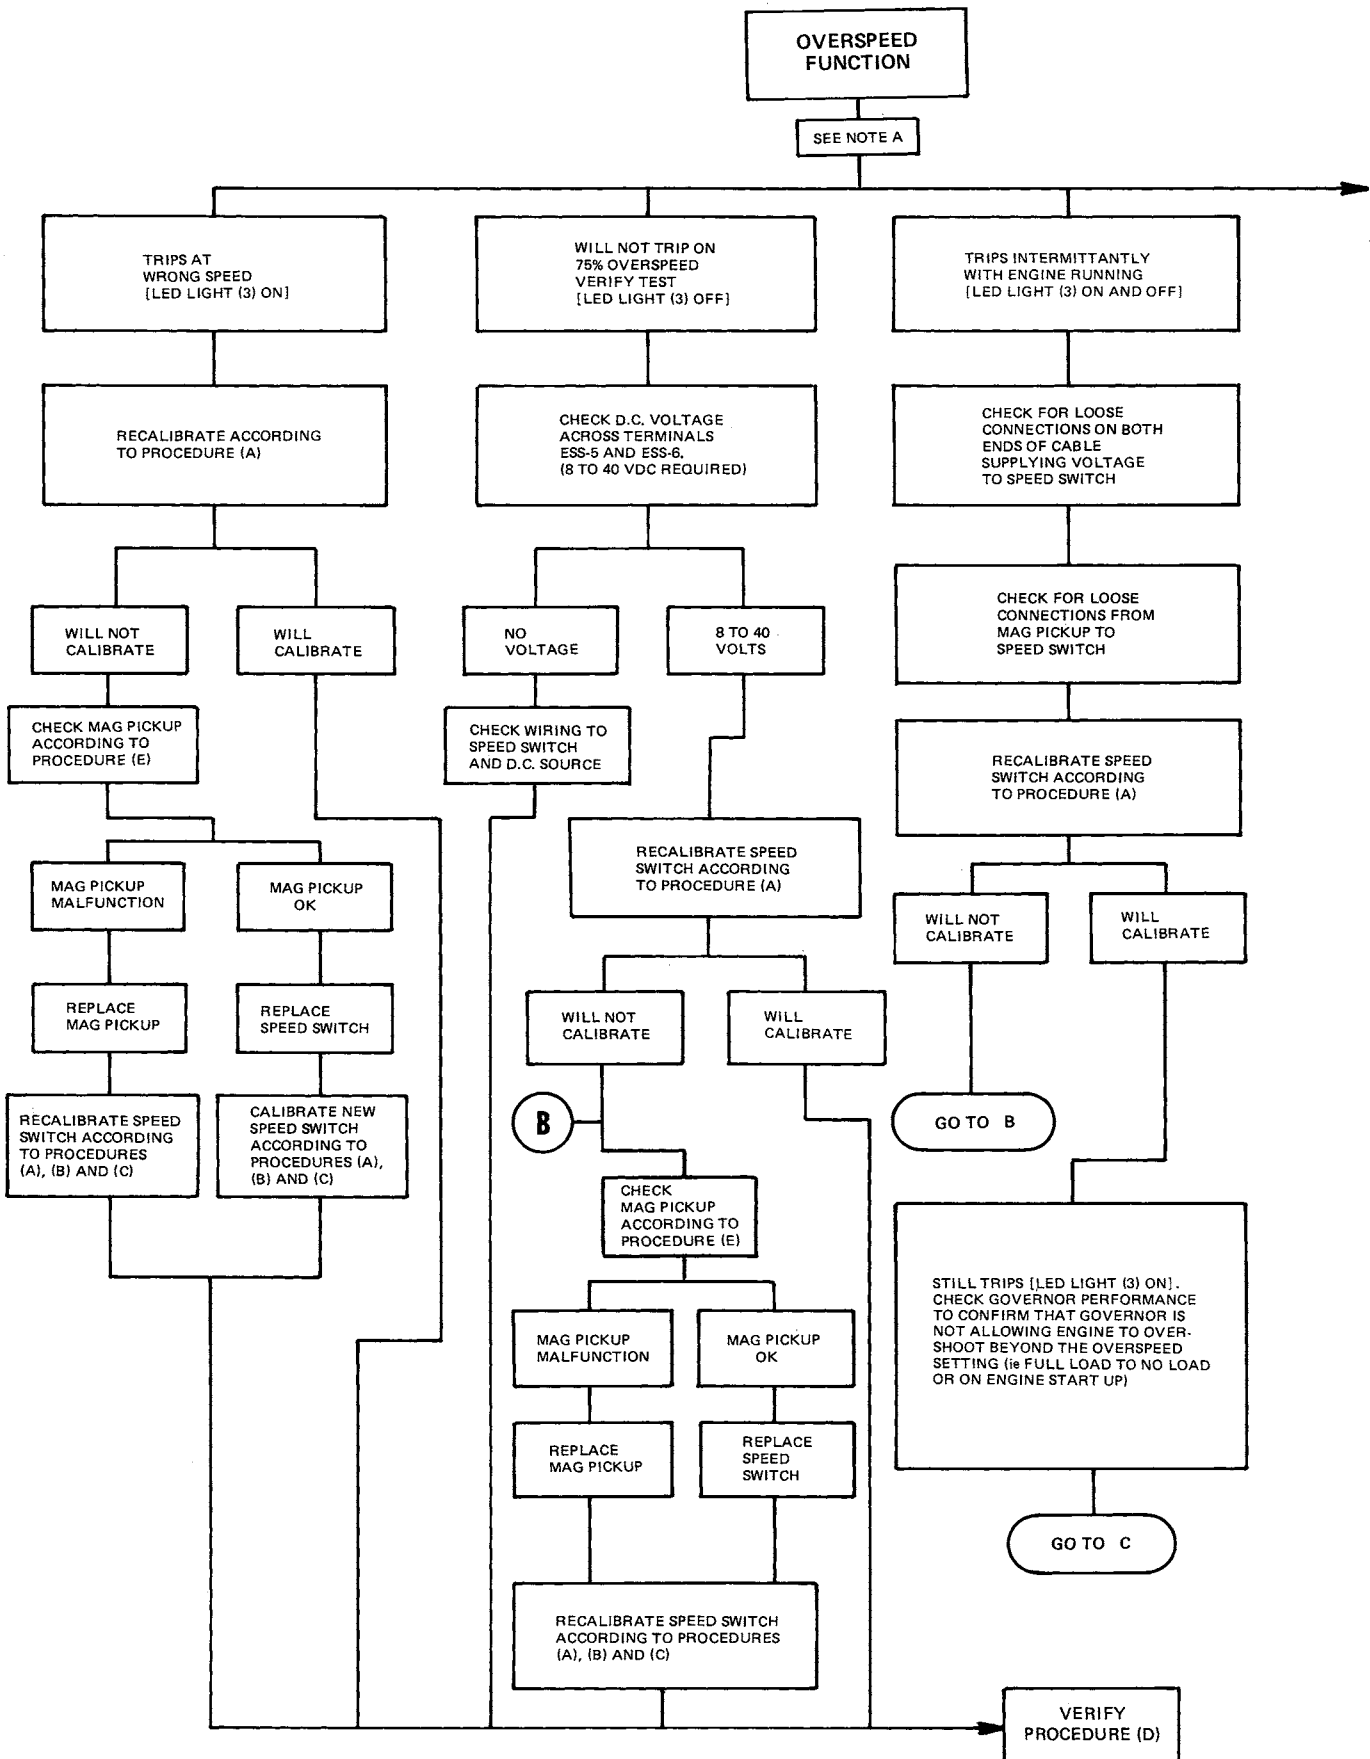 OVERSPEED
FUNCTION
SEE NOTE A
TRIPS AT
WRONG SPEED
[LED LIGHT (3) ON]
RECALIBRATE ACCORDING
TO PROCEDURE (A)
WILL NOT
CALIBRATE
WILL
CALIBRATE
CHECK MAG PICKUP
ACCORDING TO
PROCEDURE (E)
MAG PICKUP
MALFUNCTION
MAG PICKUP
OK
REPLACE
MAG PICKUP
REPLACE
SPEED SWITCH
RECALIBRATE SPEED
SWITCH ACCORDING
TO PROCEDURES
(A), (B) AND (C)
CALIBRATE NEW
SPEED SWITCH
ACCORDING TO
PROCEDURES (A),
(B) AND (C)
WILL NOT TRIP ON
75% OVERSPEED
VERIFY TEST
[LED LIGHT (3) OFF]
CHECK D.C. VOLTAGE
ACROSS TERMINALS
ESS-5 AND ESS-6.
(8 TO 40 VDC REQUIRED)
NO
VOLTAGE
8 TO 40
VOLTS
CHECK WIRING TO
SPEED SWITCH
AND D.C. SOURCE
RECALIBRATE SPEED
SWITCH ACCORDING
TO PROCEDURE (A)
WILL NOT
CALIBRATE
WILL
CALIBRATE
B
CHECK
MAG PICKUP
ACCORDING TO
PROCEDURE (E)
MAG PICKUP
MALFUNCTION
MAG PICKUP
OK
REPLACE
MAG PICKUP
REPLACE
SPEED
SWITCH
RECALIBRATE SPEED SWITCH
ACCORDING TO PROCEDURES
(A), (B) AND (C)
TRIPS INTERMITTANTLY
WITH ENGINE RUNNING
[LED LIGHT (3) ON AND OFF]
CHECK FOR LOOSE
CONNECTIONS ON BOTH
ENDS OF CABLE
SUPPLYING VOLTAGE
TO SPEED SWITCH
CHECK FOR LOOSE
CONNECTIONS FROM
MAG PICKUP TO
SPEED SWITCH
RECALIBRATE SPEED
SWITCH ACCORDING
TO PROCEDURE (A)
WILL NOT
CALIBRATE
WILL
CALIBRATE
GO TO B
STILL TRIPS [LED LIGHT (3) ON].
CHECK GOVERNOR PERFORMANCE
TO CONFIRM THAT GOVERNOR IS
NOT ALLOWING ENGINE TO OVER-
SHOOT BEYOND THE OVERSPEED
SETTING (ie FULL LOAD TO NO LOAD
OR ON ENGINE START UP)
GO TO C
VERIFY
PROCEDURE (D)